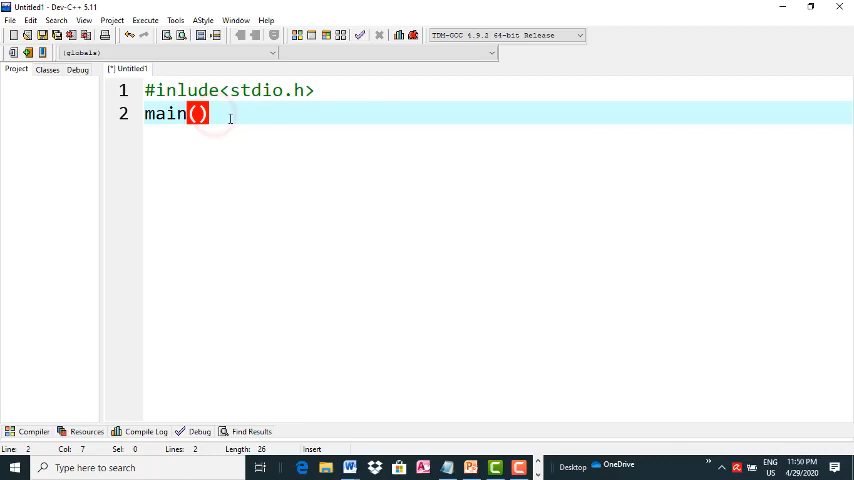 Untitled1 - Dev-C++ 5.11
File Edit Search View Project Execute Tools AStyle Window Help
TDM-GCC 4.9.2 64-bit Release
(globals)
Project Classes Debug [*] Untitled1
1 #inlude<stdio.h>
2 main()
Compiler Resources Compile Log Debug Find Results
Line: 2 Col: 7 Sel: 0 Lines: 2 Length: 26 Insert
Type here to search Desktop OneDrive » ENG US 11:50 PM 4/29/2020